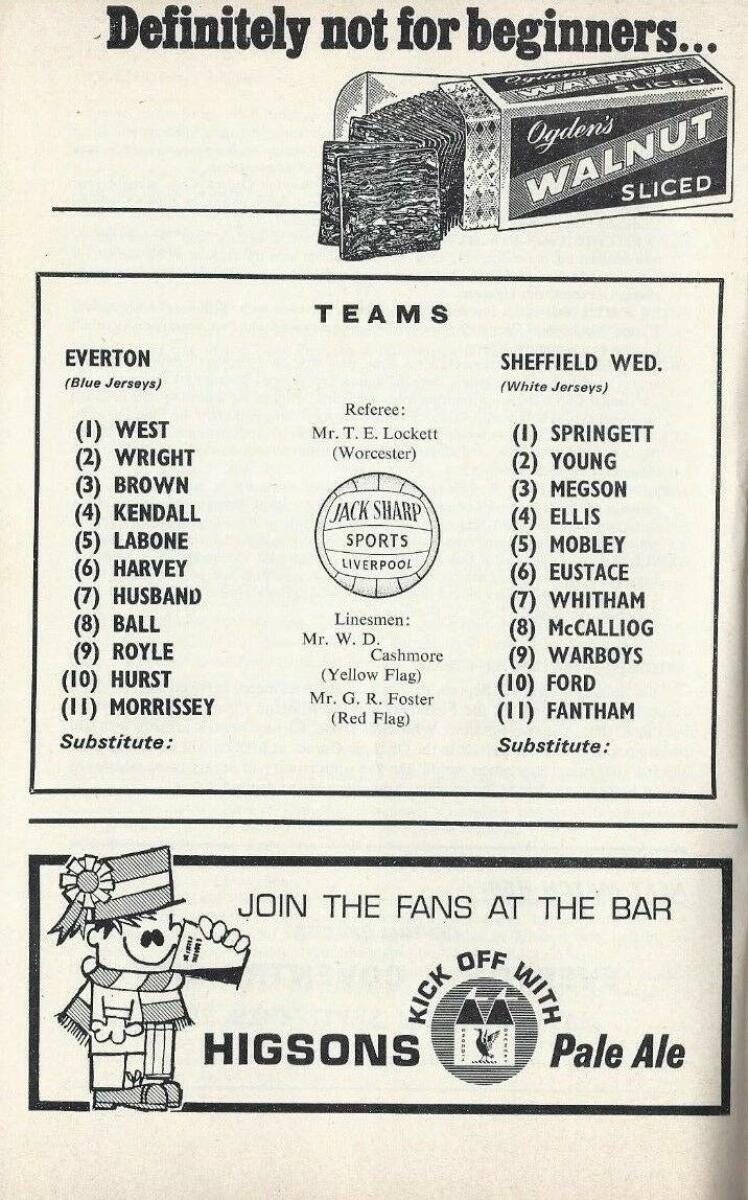 Definitely not for beginners...
Ogden's
WALNUT
SLICED
Ogden's
WALNUT
SLICED
TEAMS
EVERTON
(Blue Jerseys)
(1) WEST
(2) WRIGHT
(3) BROWN
(4) KENDALL
(5) LABONE
(6) HARVEY
(7) HUSBAND
(8) BALL
(9) ROYLE
(10) HURST
(11) MORRISSEY
Substitute:
Referee:
Mr. T. E. Lockett
(Worcester)
JACK SHARP
SPORTS
LIVERPOOL
Linesmen:
Mr. W. D.
Cashmore
(Yellow Flag)
Mr. G. R. Foster
(Red Flag)
SHEFFIELD WED.
(White Jerseys)
(1) SPRINGETT
(2) YOUNG
(3) MEGSON
(4) ELLIS
(5) MOBLEY
(6) EUSTACE
(7) WHITHAM
(8) McCALLIOG
(9) WARBOYS
(10) FORD
(11) FANTHAM
Substitute:
JOIN THE FANS AT THE BAR
KICK OFF WITH
HIGSONS
Pale Ale